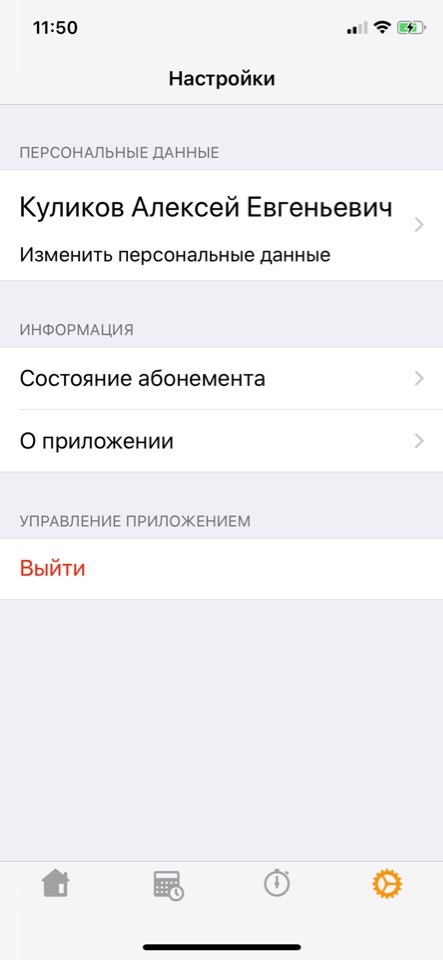 11:50
Настройки
ПЕРСОНАЛЬНЫЕ ДАННЫЕ
Куликов Алексей Евгеньевич
Изменить персональные данные
ИНФОРМАЦИЯ
Состояние абонемента
О приложении
УПРАВЛЕНИЕ ПРИЛОЖЕНИЕМ
Выйти